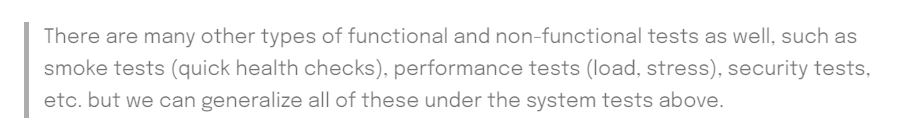 There are many other types of functional and non-functional tests as well, such as
smoke tests (quick health checks), performance tests (load, stress), security tests,
etc. but we can generalize all of these under the system tests above.